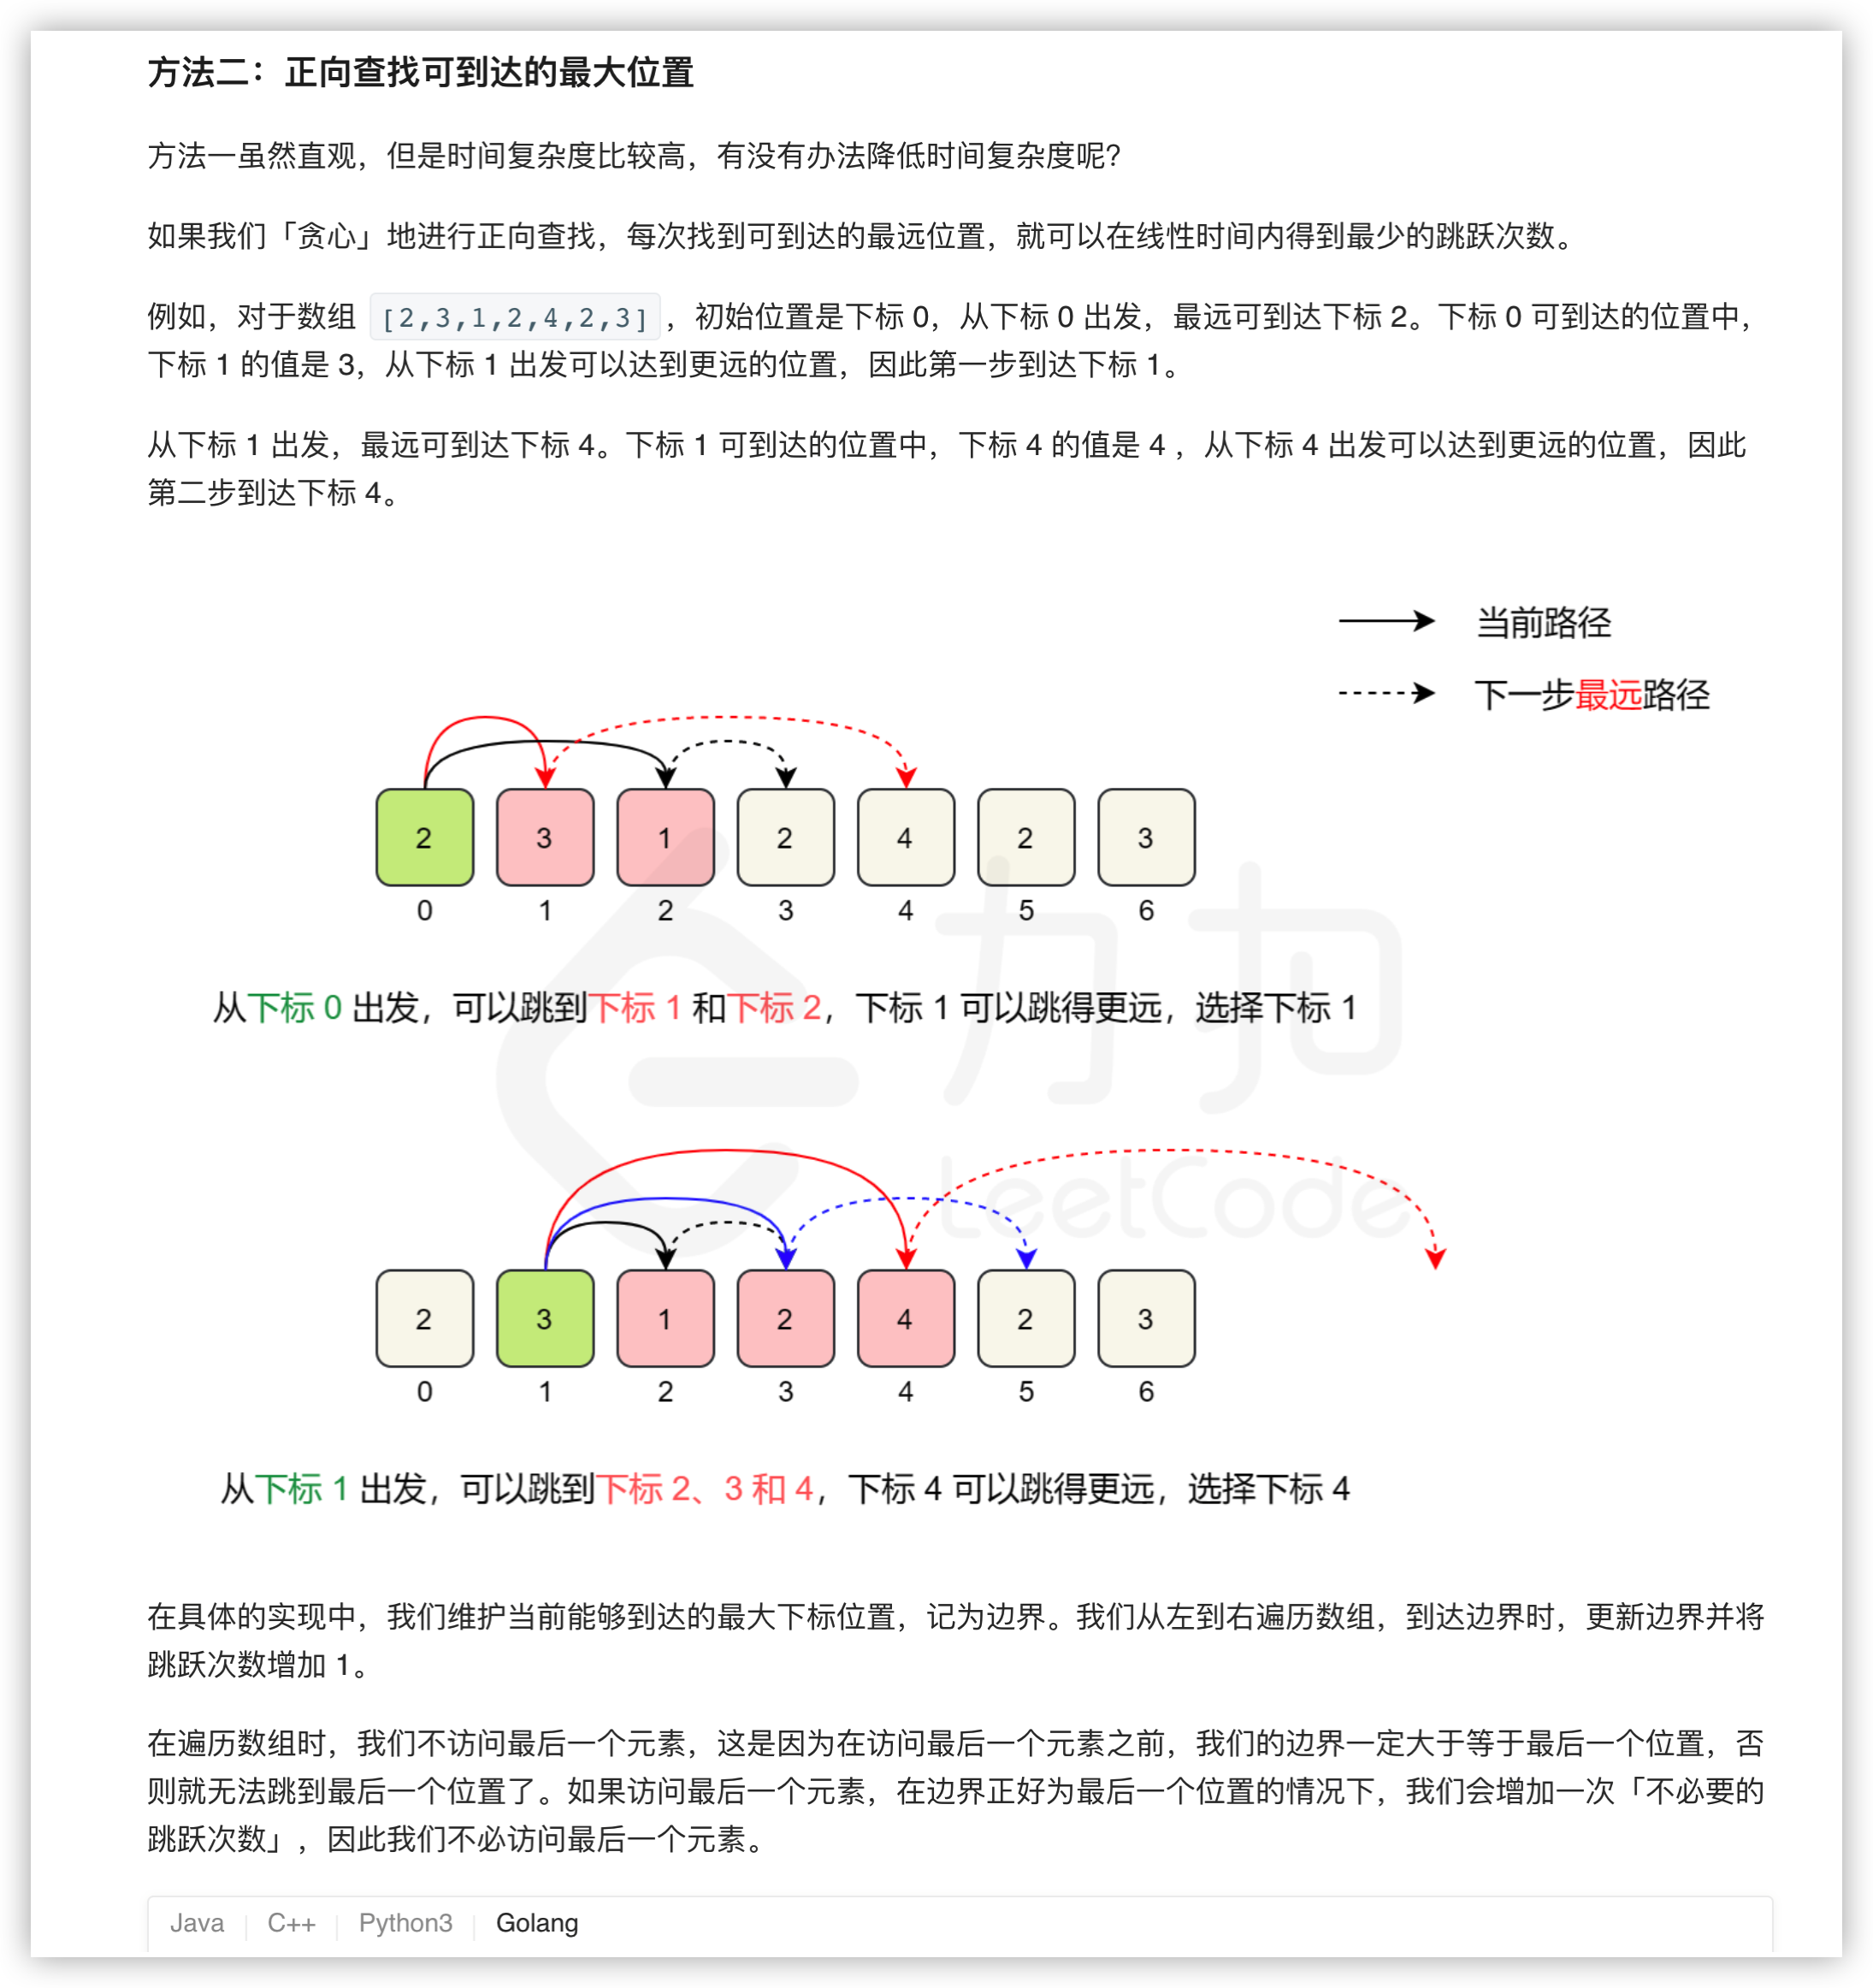 方法二：正向查找可到达的最大位置
方法一虽然直观，但是时间复杂度比较高，有没有办法降低时间复杂度呢？
如果我们「贪心」地进行正向查找，每次找到可到达的最远位置，就可以在线性时间内得到最少的跳跃次数。
例如，对于数组 [2,3,1,2,4,2,3]，初始位置是下标 0，从下标 0 出发，最远可到达下标 2。下标 0 可到达的位置中，
下标 1 的值是 3，从下标 1 出发可以达到更远的位置，因此第一步到达下标 1。
从下标 1 出发，最远可到达下标 4。下标 1 可到达的位置中，下标 4 的值是 4 ，从下标 4 出发可以达到更远的位置，因此
第二步到达下标 4。
当前路径
下一步最远路径
2 3 1 2 4 2 3
0 1 2 3 4 5 6
从下标 0 出发，可以跳到下标 1 和下标 2，下标 1 可以跳得更远，选择下标 1
力扣
LeetCode
2 3 1 2 4 2 3
0 1 2 3 4 5 6
从下标 1 出发，可以跳到下标 2、3 和 4，下标 4 可以跳得更远，选择下标 4
在具体的实现中，我们维护当前能够到达的最大下标位置，记为边界。我们从左到右遍历数组，到达边界时，更新边界并将
跳跃次数增加 1。
在遍历数组时，我们不访问最后一个元素，这是因为在访问最后一个元素之前，我们的边界一定大于等于最后一个位置，否
则就无法跳到最后一个位置了。如果访问最后一个元素，在边界正好为最后一个位置的情况下，我们会增加一次「不必要的
跳跃次数」，因此我们不必访问最后一个元素。
Java C++ Python3 Golang